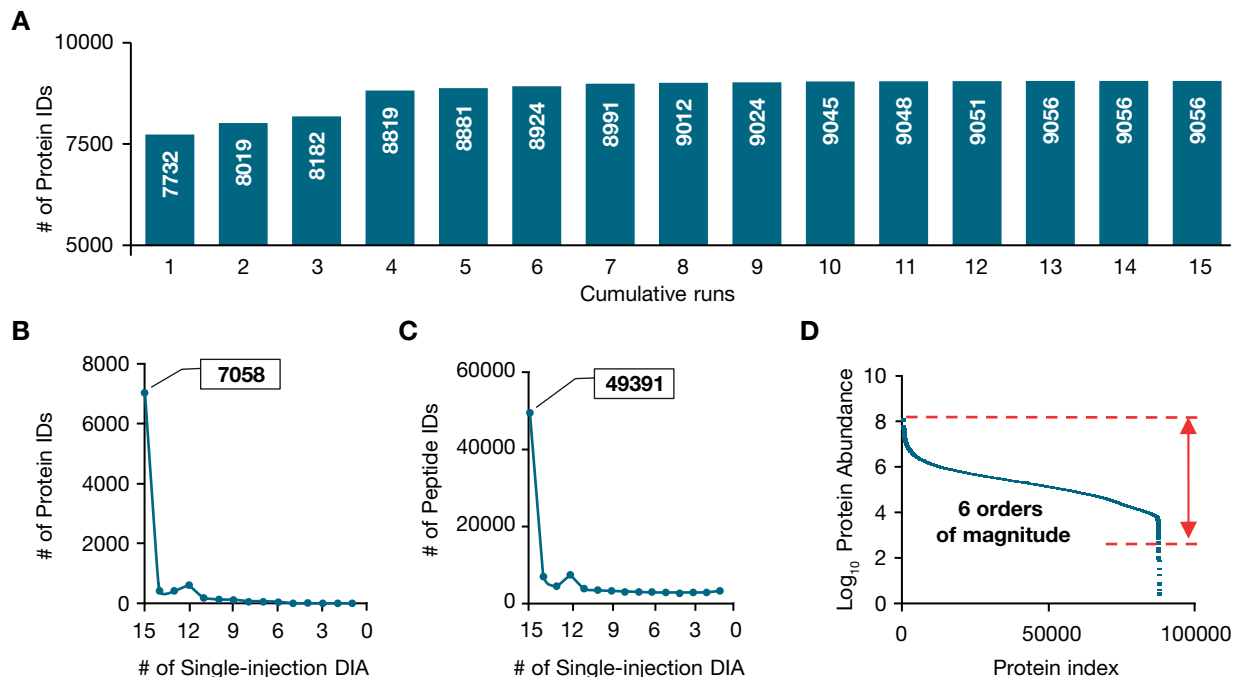 A
10000
7500
5000
# of Protein IDs
7732
8019
8182
8819
8881
8924
8991
9012
9024
9045
9048
9051
9056
9056
9056
1 2 3 4 5 6 7 8 9 10 11 12 13 14 15
Cumulative runs
B
8000
6000
4000
2000
0
# of Protein IDs
7058
15 12 9 6 3 0
# of Single-injection DIA
C
60000
40000
20000
0
# of Peptide IDs
49391
15 12 9 6 3 0
# of Single-injection DIA
D
10
8
6
4
2
0
Log10 Protein Abundance
6 orders
of magnitude
0 50000 100000
Protein index